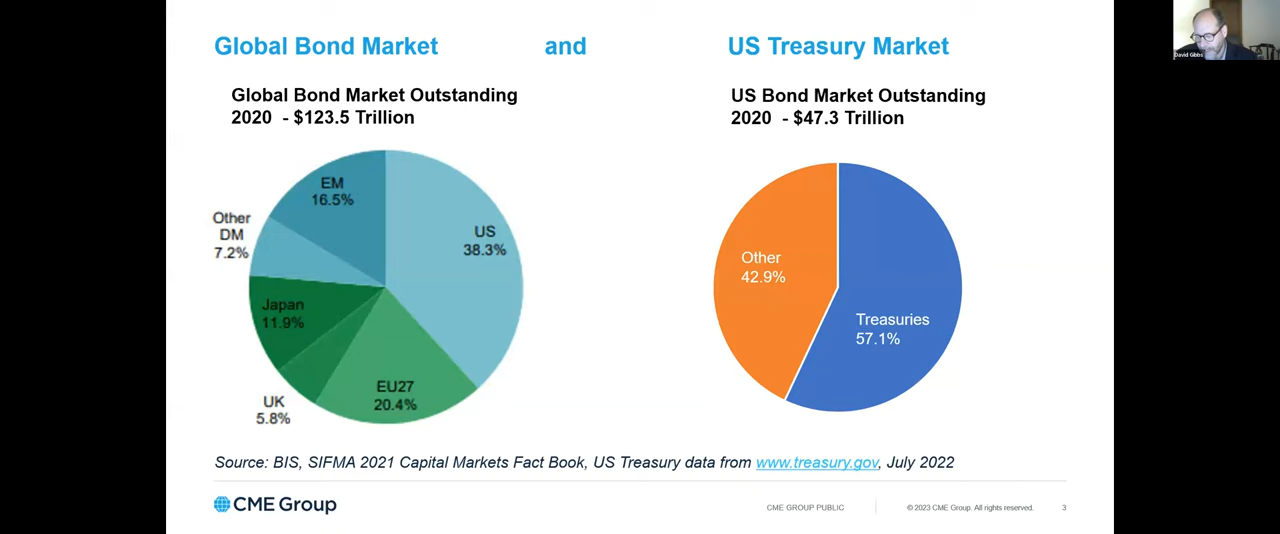 Global Bond Market and US Treasury Market
Global Bond Market Outstanding
2020 - $123.5 Trillion
EM
16.5%
Other
DM
7.2%
US
38.3%
Japan
11.9%
UK
5.8%
EU27
20.4%
US Bond Market Outstanding
2020 - $47.3 Trillion
Other
42.9%
Treasuries
57.1%
Source: BIS, SIFMA 2021 Capital Markets Fact Book, US Treasury data from www.treasury.gov, July 2022
CME Group
CME GROUP PUBLIC
© 2023 CME Group. All rights reserved.
3
David Gibbs